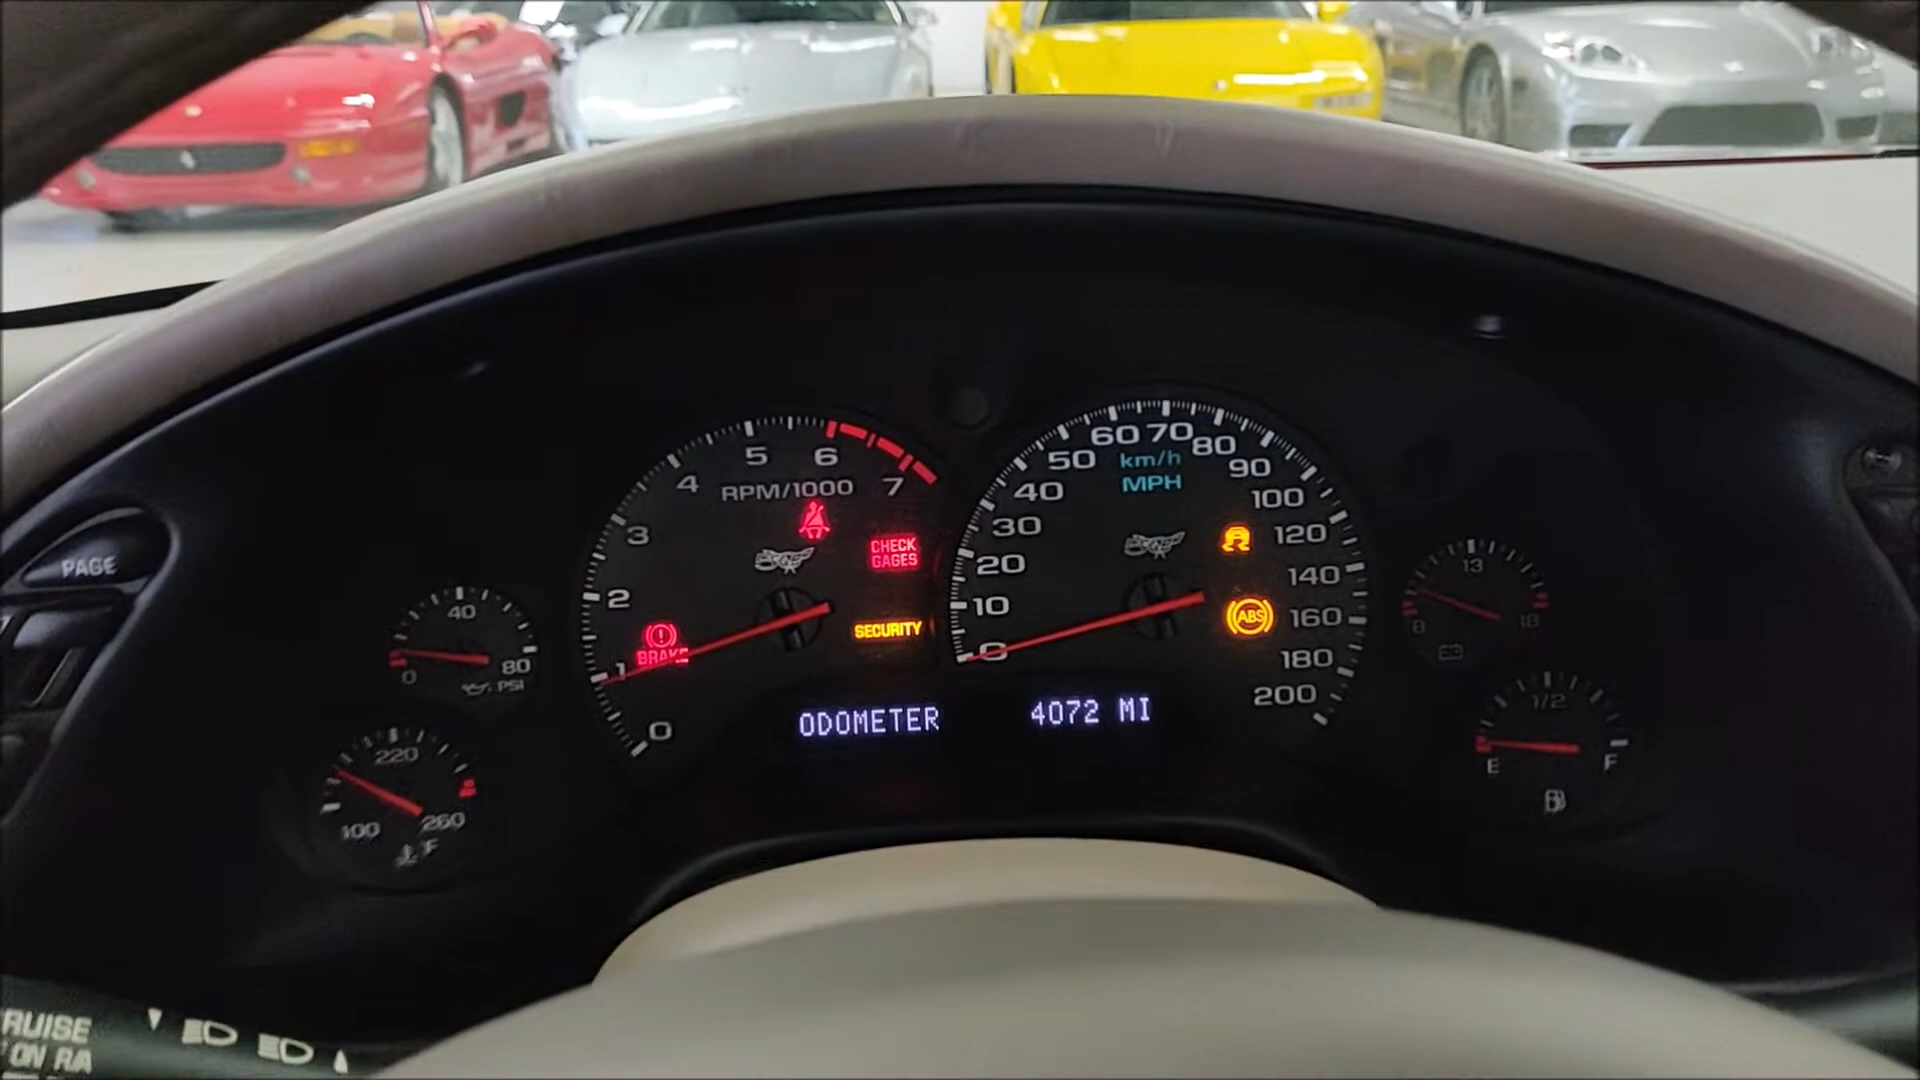 PAGE
40
0
80
PSI
220
100
260
°F
5
6
4
7
RPM/1000
3
2
1
0
CHECK
GAGES
SECURITY
BRAKE
60
70
50
80
km/h
MPH
90
40
100
30
120
20
140
10
160
0
180
200
ABS
ODOMETER
4072 MI
13
8
18
1/2
E
F
RUISE
ON RA